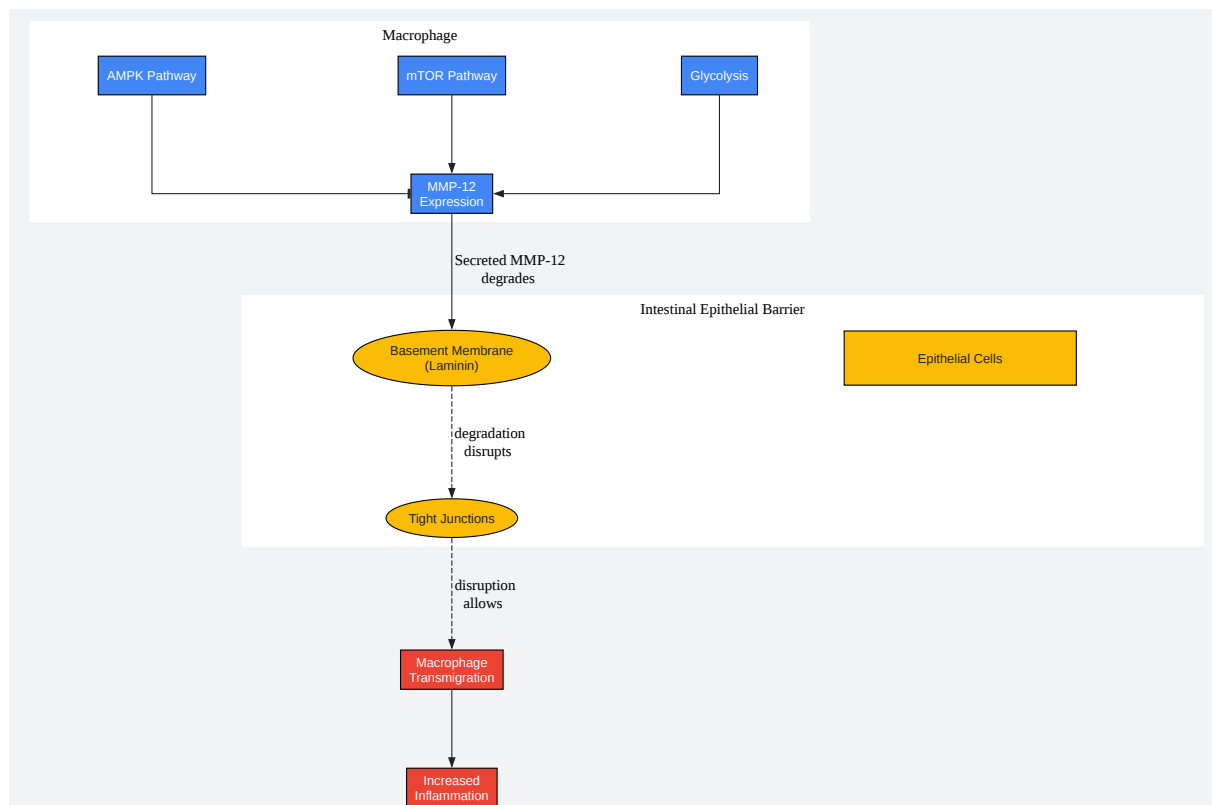 Macrophage
AMPK Pathway
mTOR Pathway
Glycolysis
MMP-12
Expression
Secreted MMP-12
degrades
Intestinal Epithelial Barrier
Basement Membrane
(Laminin)
Epithelial Cells
degradation
disrupts
Tight Junctions
disruption
allows
Macrophage
Transmigration
Increased
Inflammation